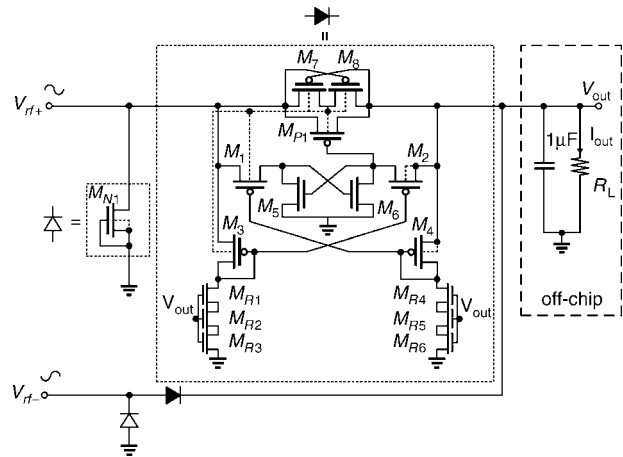 M7 M8
Vrf+
Vout
MP1
1μF
Iout
M1
M2
RL
MN1
M5
M6
=
M3
M4
Vout
MR1
MR4
Vout
MR2
MR5
MR3
MR6
off-chip
Vrf−